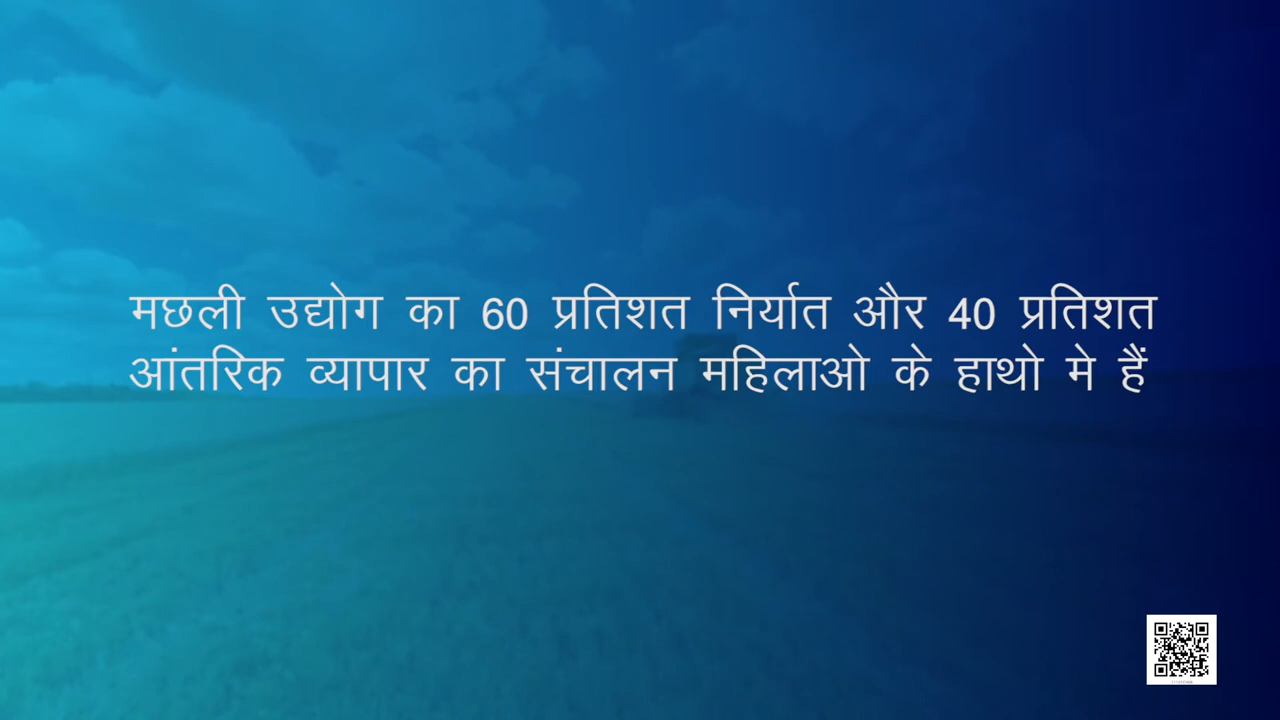 मछली उद्योग का 60 प्रतिशत निर्यात और 40 प्रतिशत
आंतरिक व्यापार का संचालन महिलाओ के हाथो मे हैं